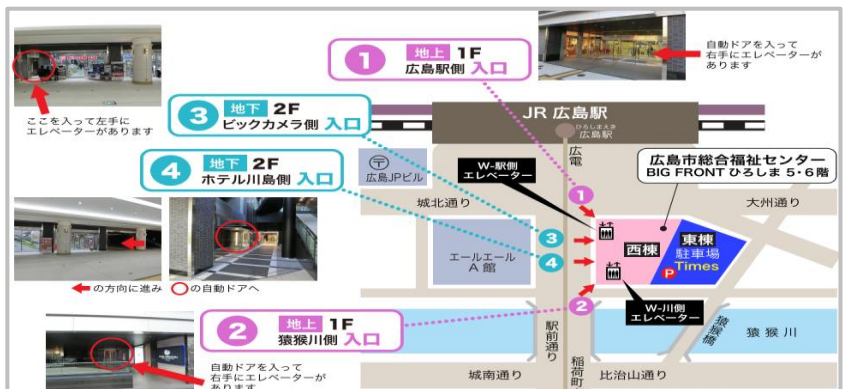 1 地上 1F
広島駅側 入口
自動ドアを入って
右手にエレベーターが
あります
ここを入って左手に
エレベーターがあります
3 地下 2F
ビックカメラ側 入口
4 地下 2F
ホテル川島側 入口
JR 広島駅
ひろしまえき
広島駅
広電
広島JPビル
W-駅側
エレベーター
広島市総合福祉センター
BIG FRONT ひろしま 5・6階
城北通り
大州通り
1
3
4
2
エールエール
A 館
西棟
東棟
駐車場
Times
P
W-川側
エレベーター
の方向に進み
の自動ドアへ
2 地上 1F
猿猴川側 入口
駅前通り
稲荷町
猿猴橋
猿猴川
城南通り
比治山通り
自動ドアを入って
右手にエレベーターが
あります